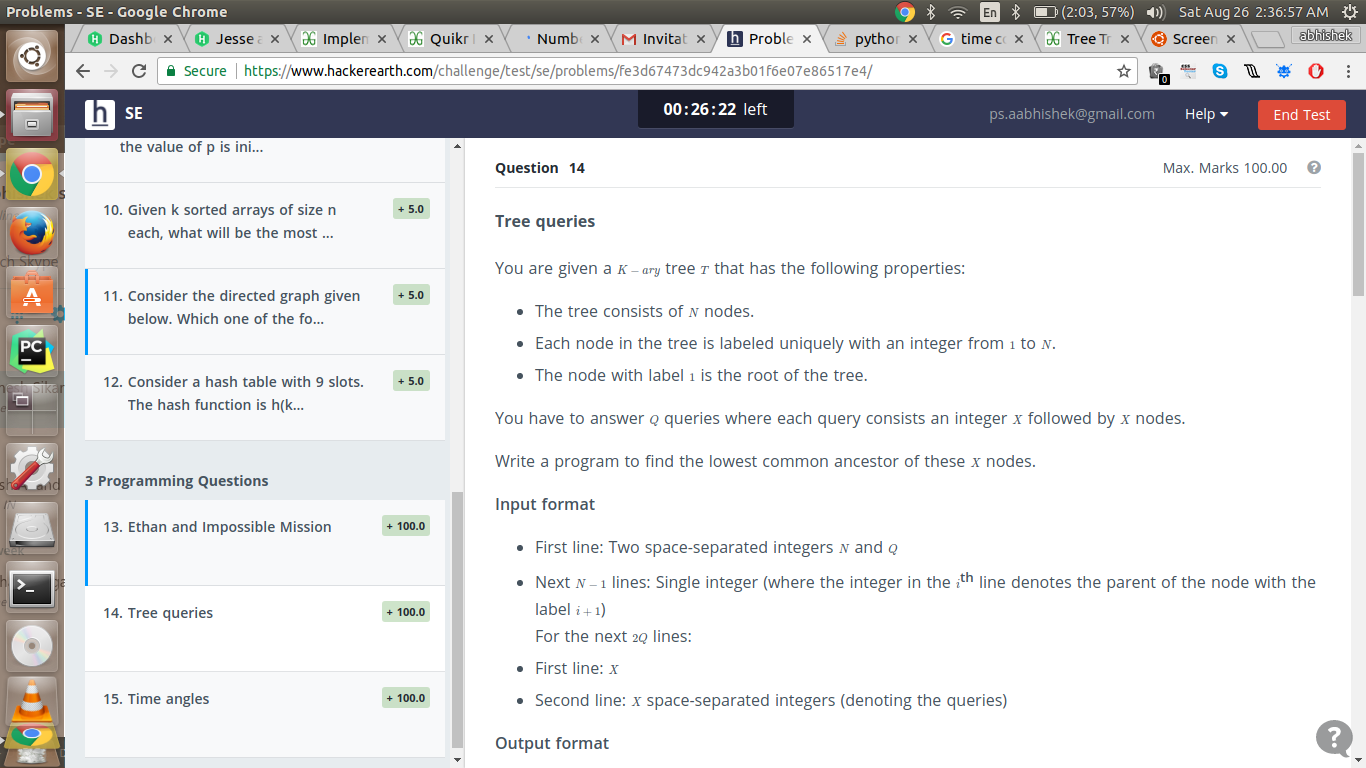 Problems - SE - Google Chrome
En
(2:03, 57%)
Sat Aug 26 2:36:57 AM
Dashb
Jesse a
Implen
Quikr
Numb
Invitat
Proble
python
time c
Tree Tr
Screen
abhishek
Secure
https://www.hackerearth.com/challenge/test/se/problems/fe3d67473dc942a3b01f6e07e86517e4/
0
h SE
00:26:22 left
ps.aabhishek@gmail.com
Help
End Test
the value of p is ini...
10. Given k sorted arrays of size n
each, what will be the most ...
+ 5.0
11. Consider the directed graph given
below. Which one of the fo...
+ 5.0
12. Consider a hash table with 9 slots.
The hash function is h(k...
+ 5.0
3 Programming Questions
13. Ethan and Impossible Mission
+ 100.0
14. Tree queries
+ 100.0
15. Time angles
+ 100.0
Question 14
Max. Marks 100.00
?
Tree queries
You are given a K – ary tree T that has the following properties:
• The tree consists of N nodes.
• Each node in the tree is labeled uniquely with an integer from 1 to N.
• The node with label 1 is the root of the tree.
You have to answer Q queries where each query consists an integer X followed by X nodes.
Write a program to find the lowest common ancestor of these X nodes.
Input format
• First line: Two space-separated integers N and Q
• Next N – 1 lines: Single integer (where the integer in the ith line denotes the parent of the node with the
label i + 1)
For the next 2Q lines:
• First line: X
• Second line: X space-separated integers (denoting the queries)
Output format
?
PC